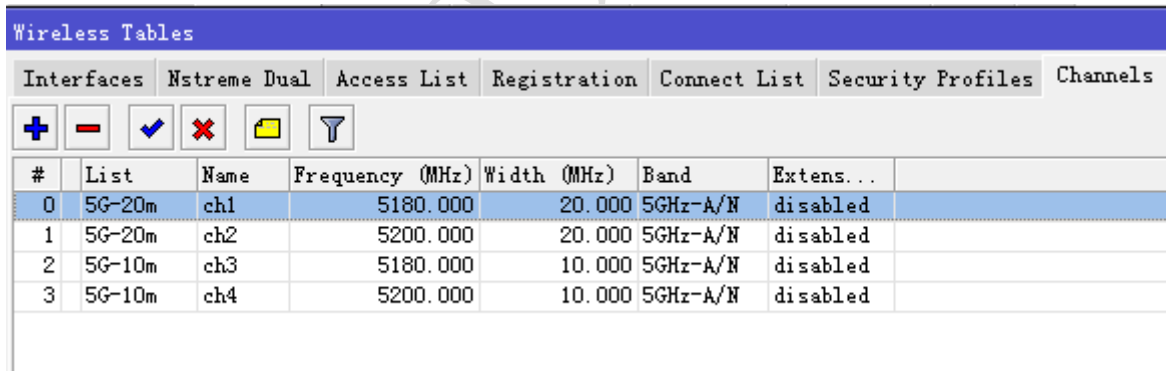 Wireless Tables
Interfaces Nstreme Dual Access List Registration Connect List Security Profiles Channels
# List Name Frequency (MHz) Width (MHz) Band Extens...
0 5G-20m ch1 5180.000 20.000 5GHz-A/N disabled
1 5G-20m ch2 5200.000 20.000 5GHz-A/N disabled
2 5G-10m ch3 5180.000 10.000 5GHz-A/N disabled
3 5G-10m ch4 5200.000 10.000 5GHz-A/N disabled